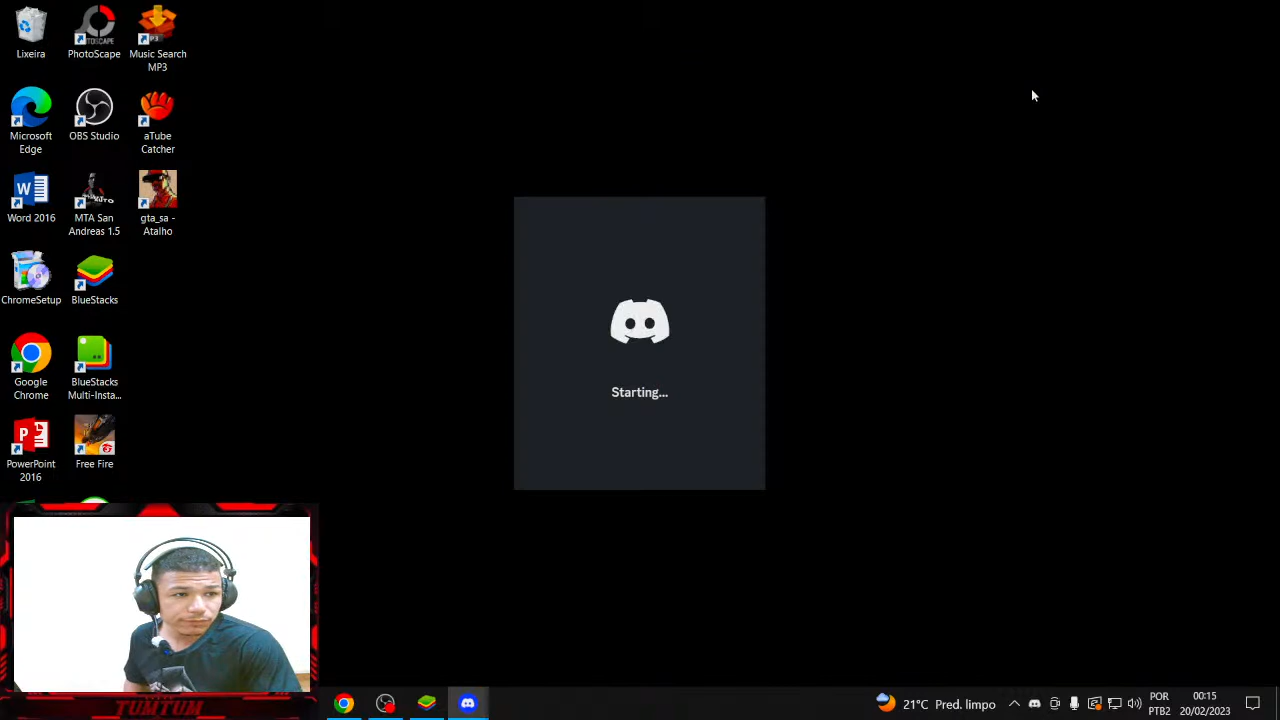 Lixeira
PhotoScape
Music Search
MP3
Microsoft
Edge
OBS Studio
aTube
Catcher
Word 2016
MTA San
Andreas 1.5
gta_sa -
Atalho
ChromeSetup
BlueStacks
Google
Chrome
BlueStacks
Multi-Insta...
PowerPoint
2016
Free Fire
Starting...
TUMTUM
21°C Pred. limpo
POR
PTB2
00:15
20/02/2023